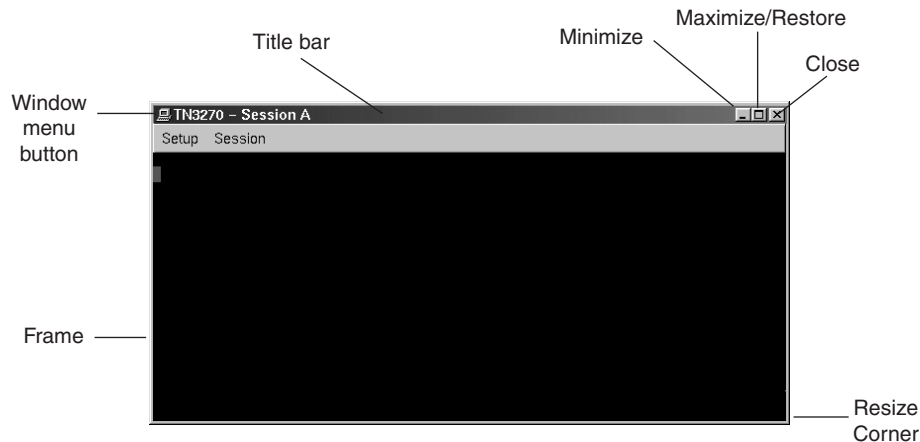 Maximize/Restore
Minimize
Title bar
Close
Window
menu
button
TN3270 – Session A
Setup Session
Frame
Resize
Corner